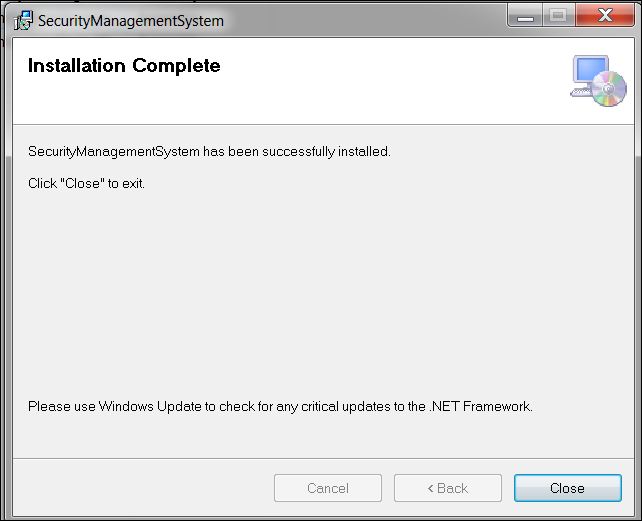 SecurityManagementSystem
Installation Complete
SecurityManagementSystem has been successfully installed.
Click "Close" to exit.
Please use Windows Update to check for any critical updates to the .NET Framework.
Cancel
< Back
Close